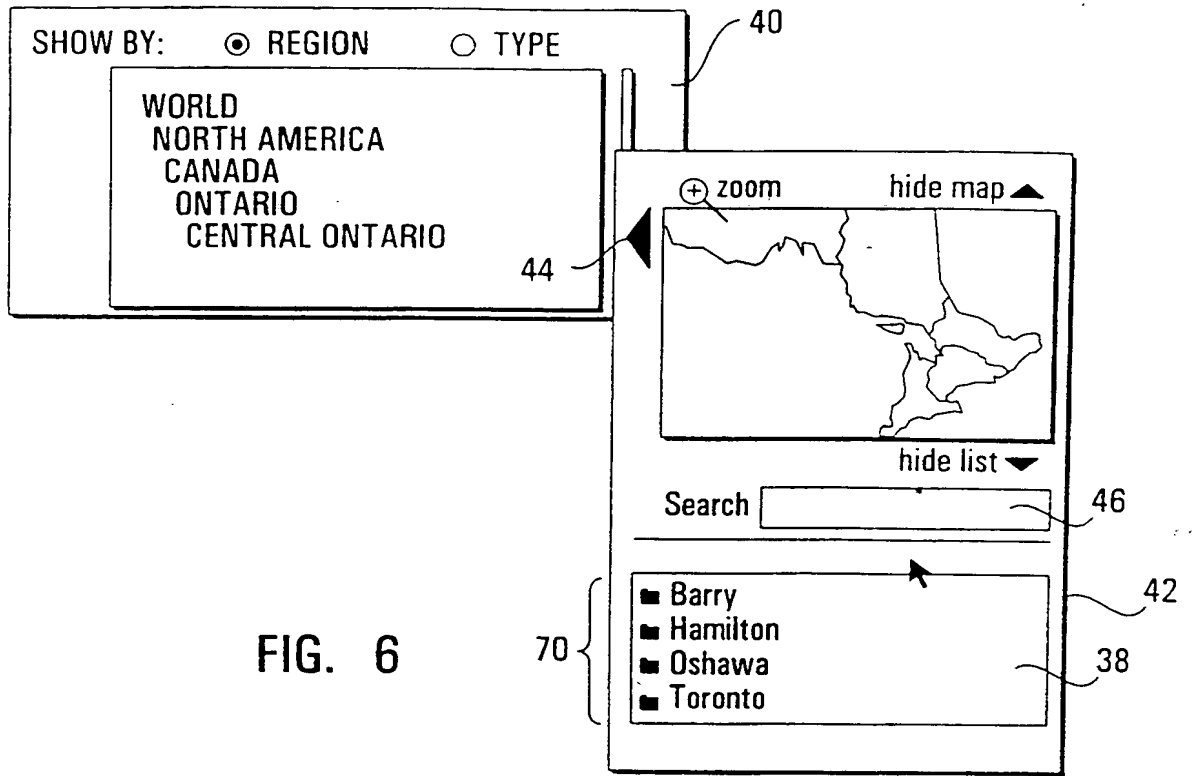 40
SHOW BY: REGION TYPE
WORLD
NORTH AMERICA
CANADA
ONTARIO
CENTRAL ONTARIO
zoom hide map
44
hide list
Search
46
Barry
Hamilton
Oshawa
Toronto
70
42
38
FIG. 6